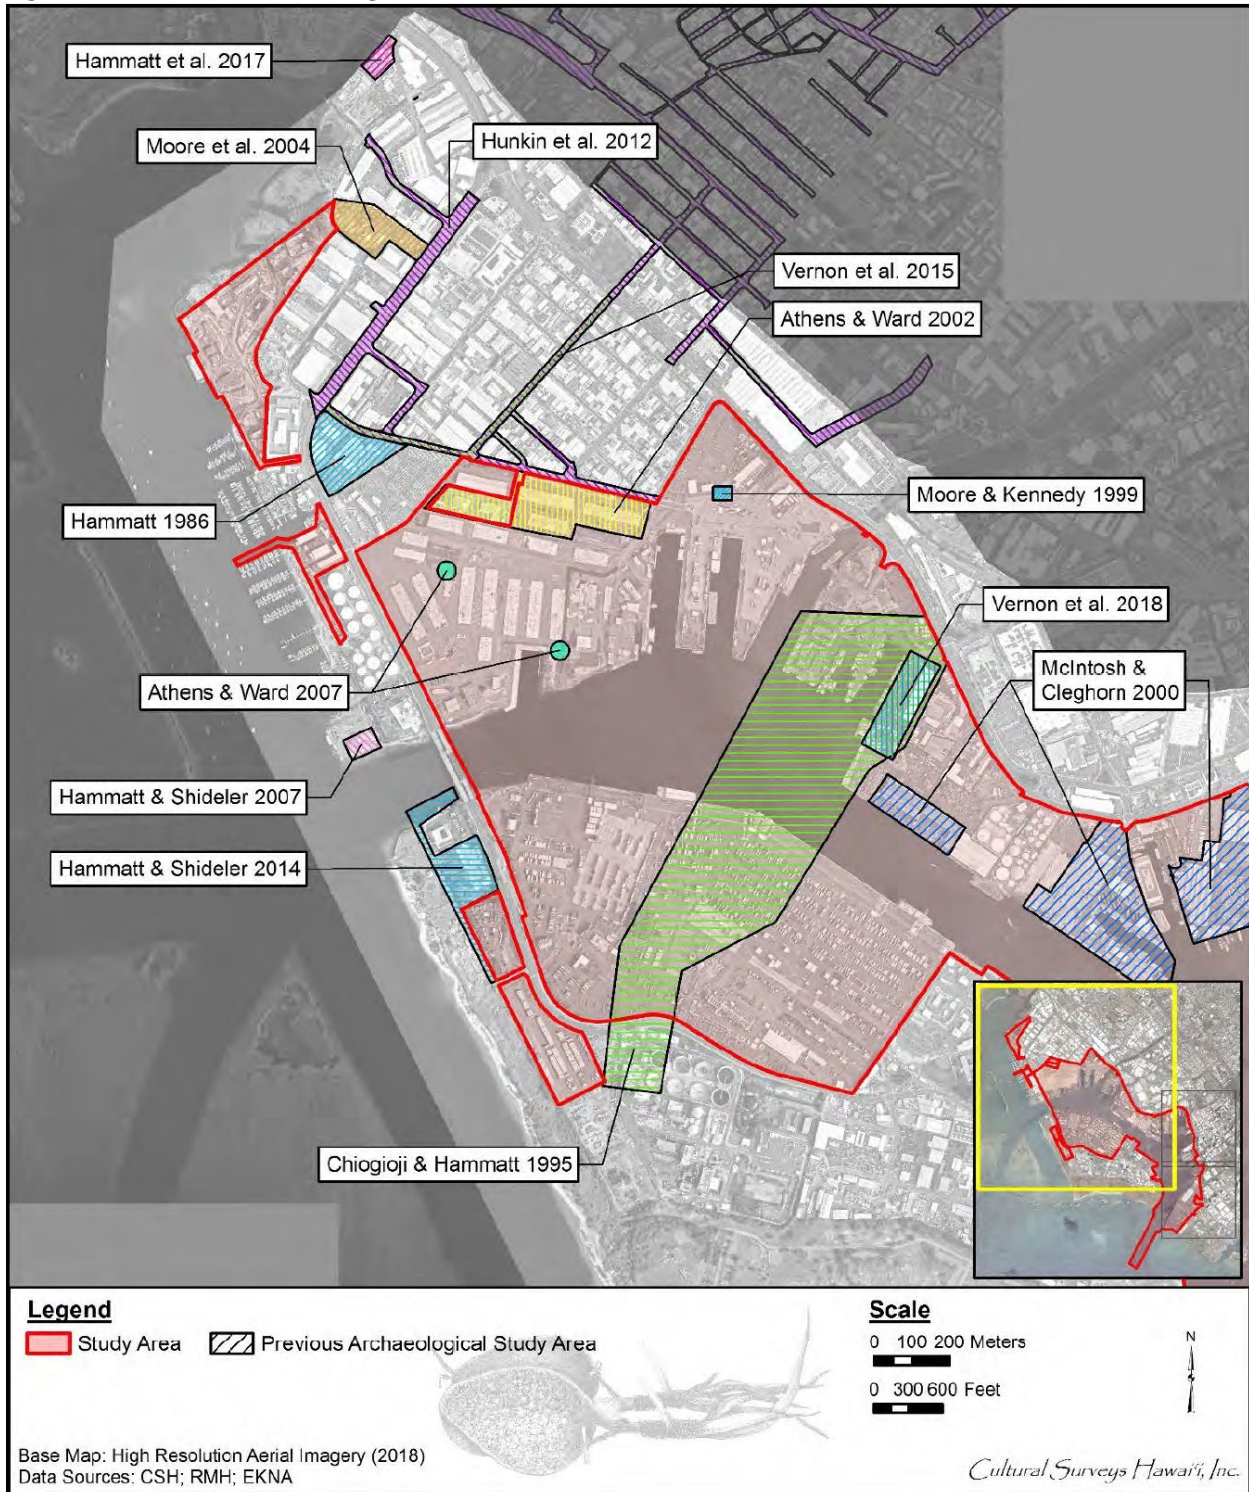 Hammatt et al. 2017
Moore et al. 2004
Hunkin et al. 2012
Vernon et al. 2015
Athens & Ward 2002
Hammatt 1986
Moore & Kennedy 1999
Vernon et al. 2018
McIntosh &
Cleghorn 2000
Athens & Ward 2007
Hammatt & Shideler 2007
Hammatt & Shideler 2014
Chiogioji & Hammatt 1995
Legend
Study Area
Previous Archaeological Study Area
Scale
0 100 200 Meters
0 300 600 Feet
N
Base Map: High Resolution Aerial Imagery (2018)
Data Sources: CSH; RMH; EKNA
Cultural Surveys Hawai'i, Inc.